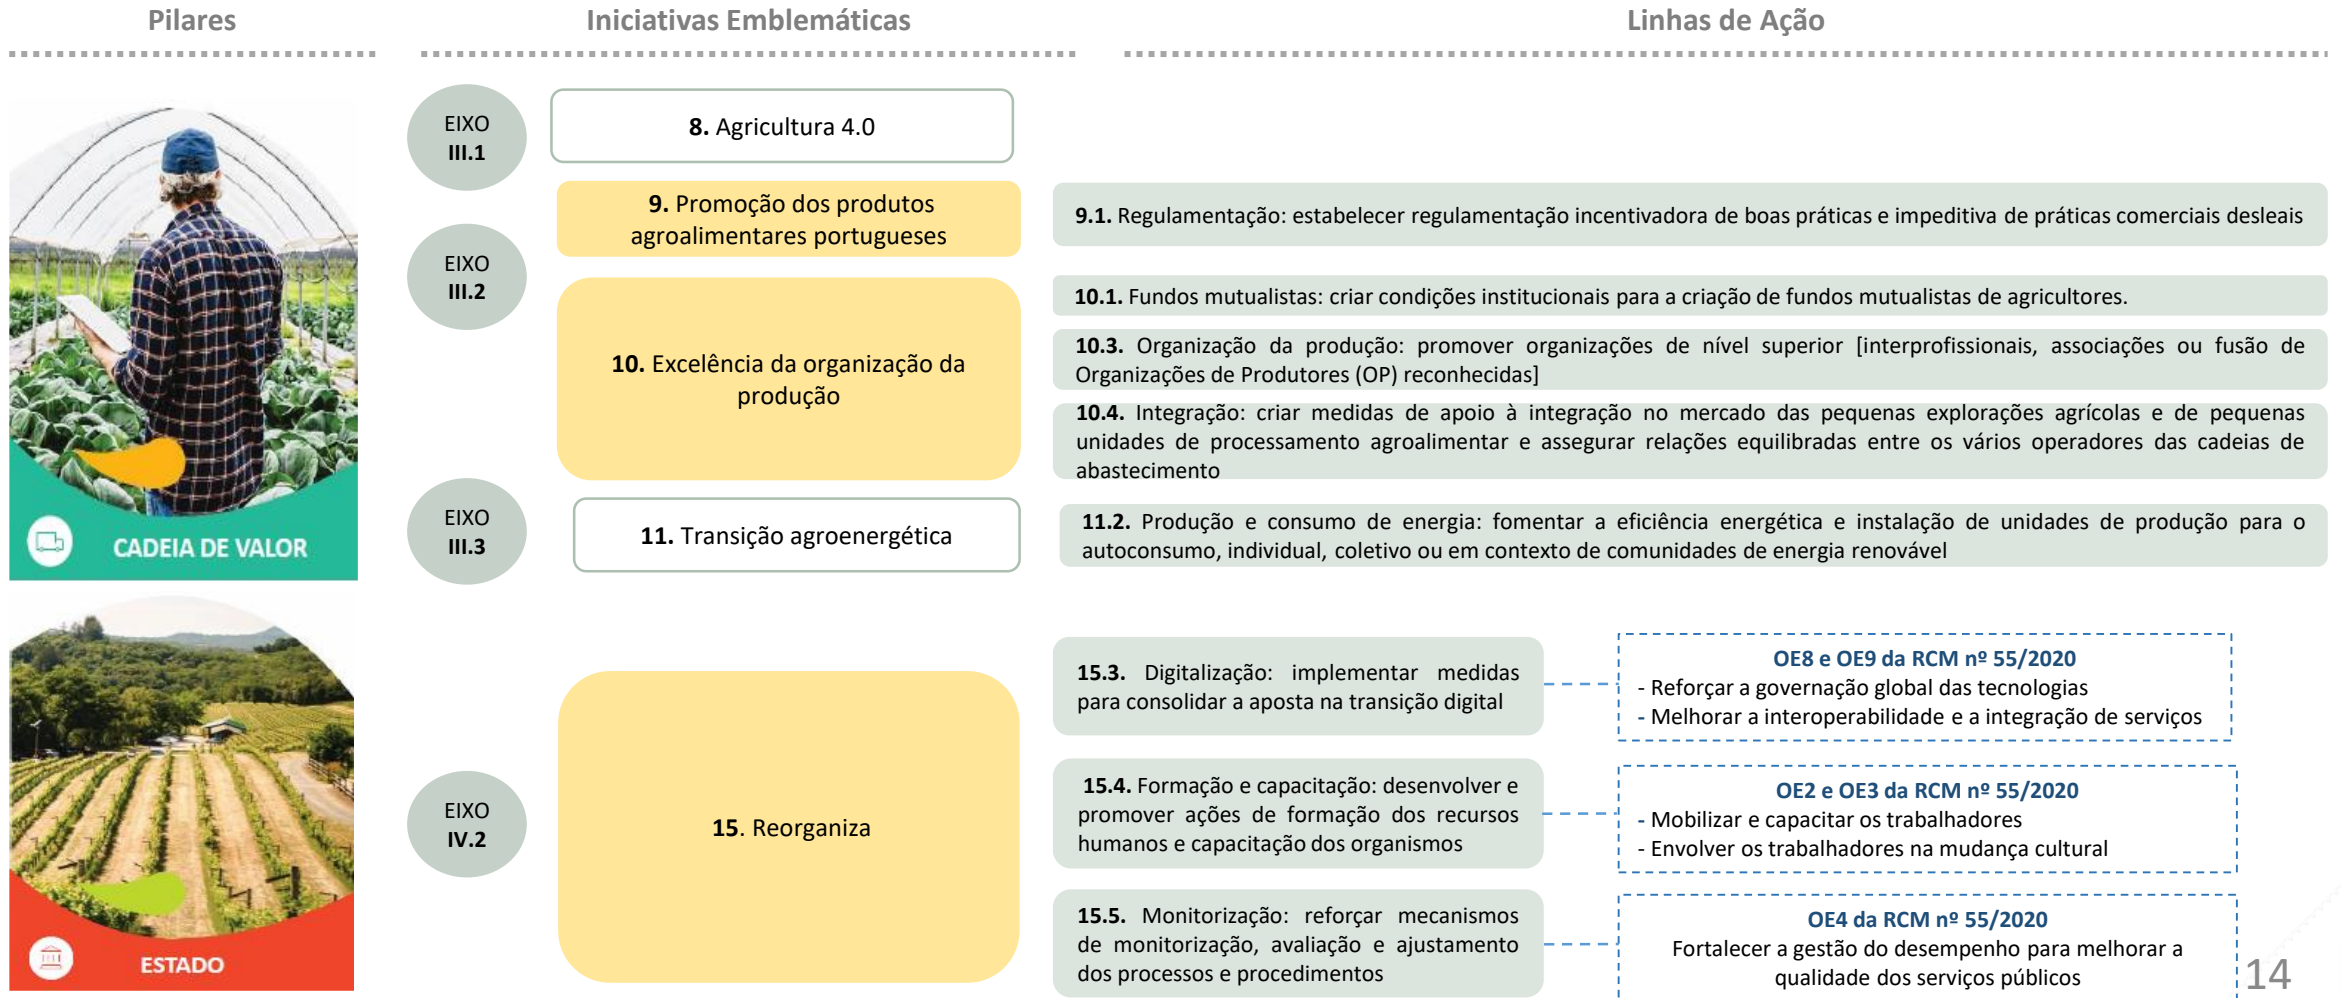 Pilares
Iniciativas Emblemáticas
Linhas de Ação
EIXO
III.1
8. Agricultura 4.0
9. Promoção dos produtos
agroalimentares portugueses
9.1. Regulamentação: estabelecer regulamentação incentivadora de boas práticas e impeditiva de práticas comerciais desleais
EIXO
III.2
10. Excelência da organização da
produção
10.1. Fundos mutualistas: criar condições institucionais para a criação de fundos mutualistas de agricultores.
10.3. Organização da produção: promover organizações de nível superior [interprofissionais, associações ou fusão de
Organizações de Produtores (OP) reconhecidas]
10.4. Integração: criar medidas de apoio à integração no mercado das pequenas explorações agrícolas e de pequenas
unidades de processamento agroalimentar e assegurar relações equilibradas entre os vários operadores das cadeias de
abastecimento
EIXO
III.3
11. Transição agroenergética
11.2. Produção e consumo de energia: fomentar a eficiência energética e instalação de unidades de produção para o
autoconsumo, individual, coletivo ou em contexto de comunidades de energia renovável
CADEIA DE VALOR
EIXO
IV.2
15. Reorganiza
15.3. Digitalização: implementar medidas
para consolidar a aposta na transição digital
OE8 e OE9 da RCM nº 55/2020
- Reforçar a governação global das tecnologias
- Melhorar a interoperabilidade e a integração de serviços
15.4. Formação e capacitação: desenvolver e
promover ações de formação dos recursos
humanos e capacitação dos organismos
OE2 e OE3 da RCM nº 55/2020
- Mobilizar e capacitar os trabalhadores
- Envolver os trabalhadores na mudança cultural
15.5. Monitorização: reforçar mecanismos
de monitorização, avaliação e ajustamento
dos processos e procedimentos
OE4 da RCM nº 55/2020
Fortalecer a gestão do desempenho para melhorar a
qualidade dos serviços públicos
ESTADO
14